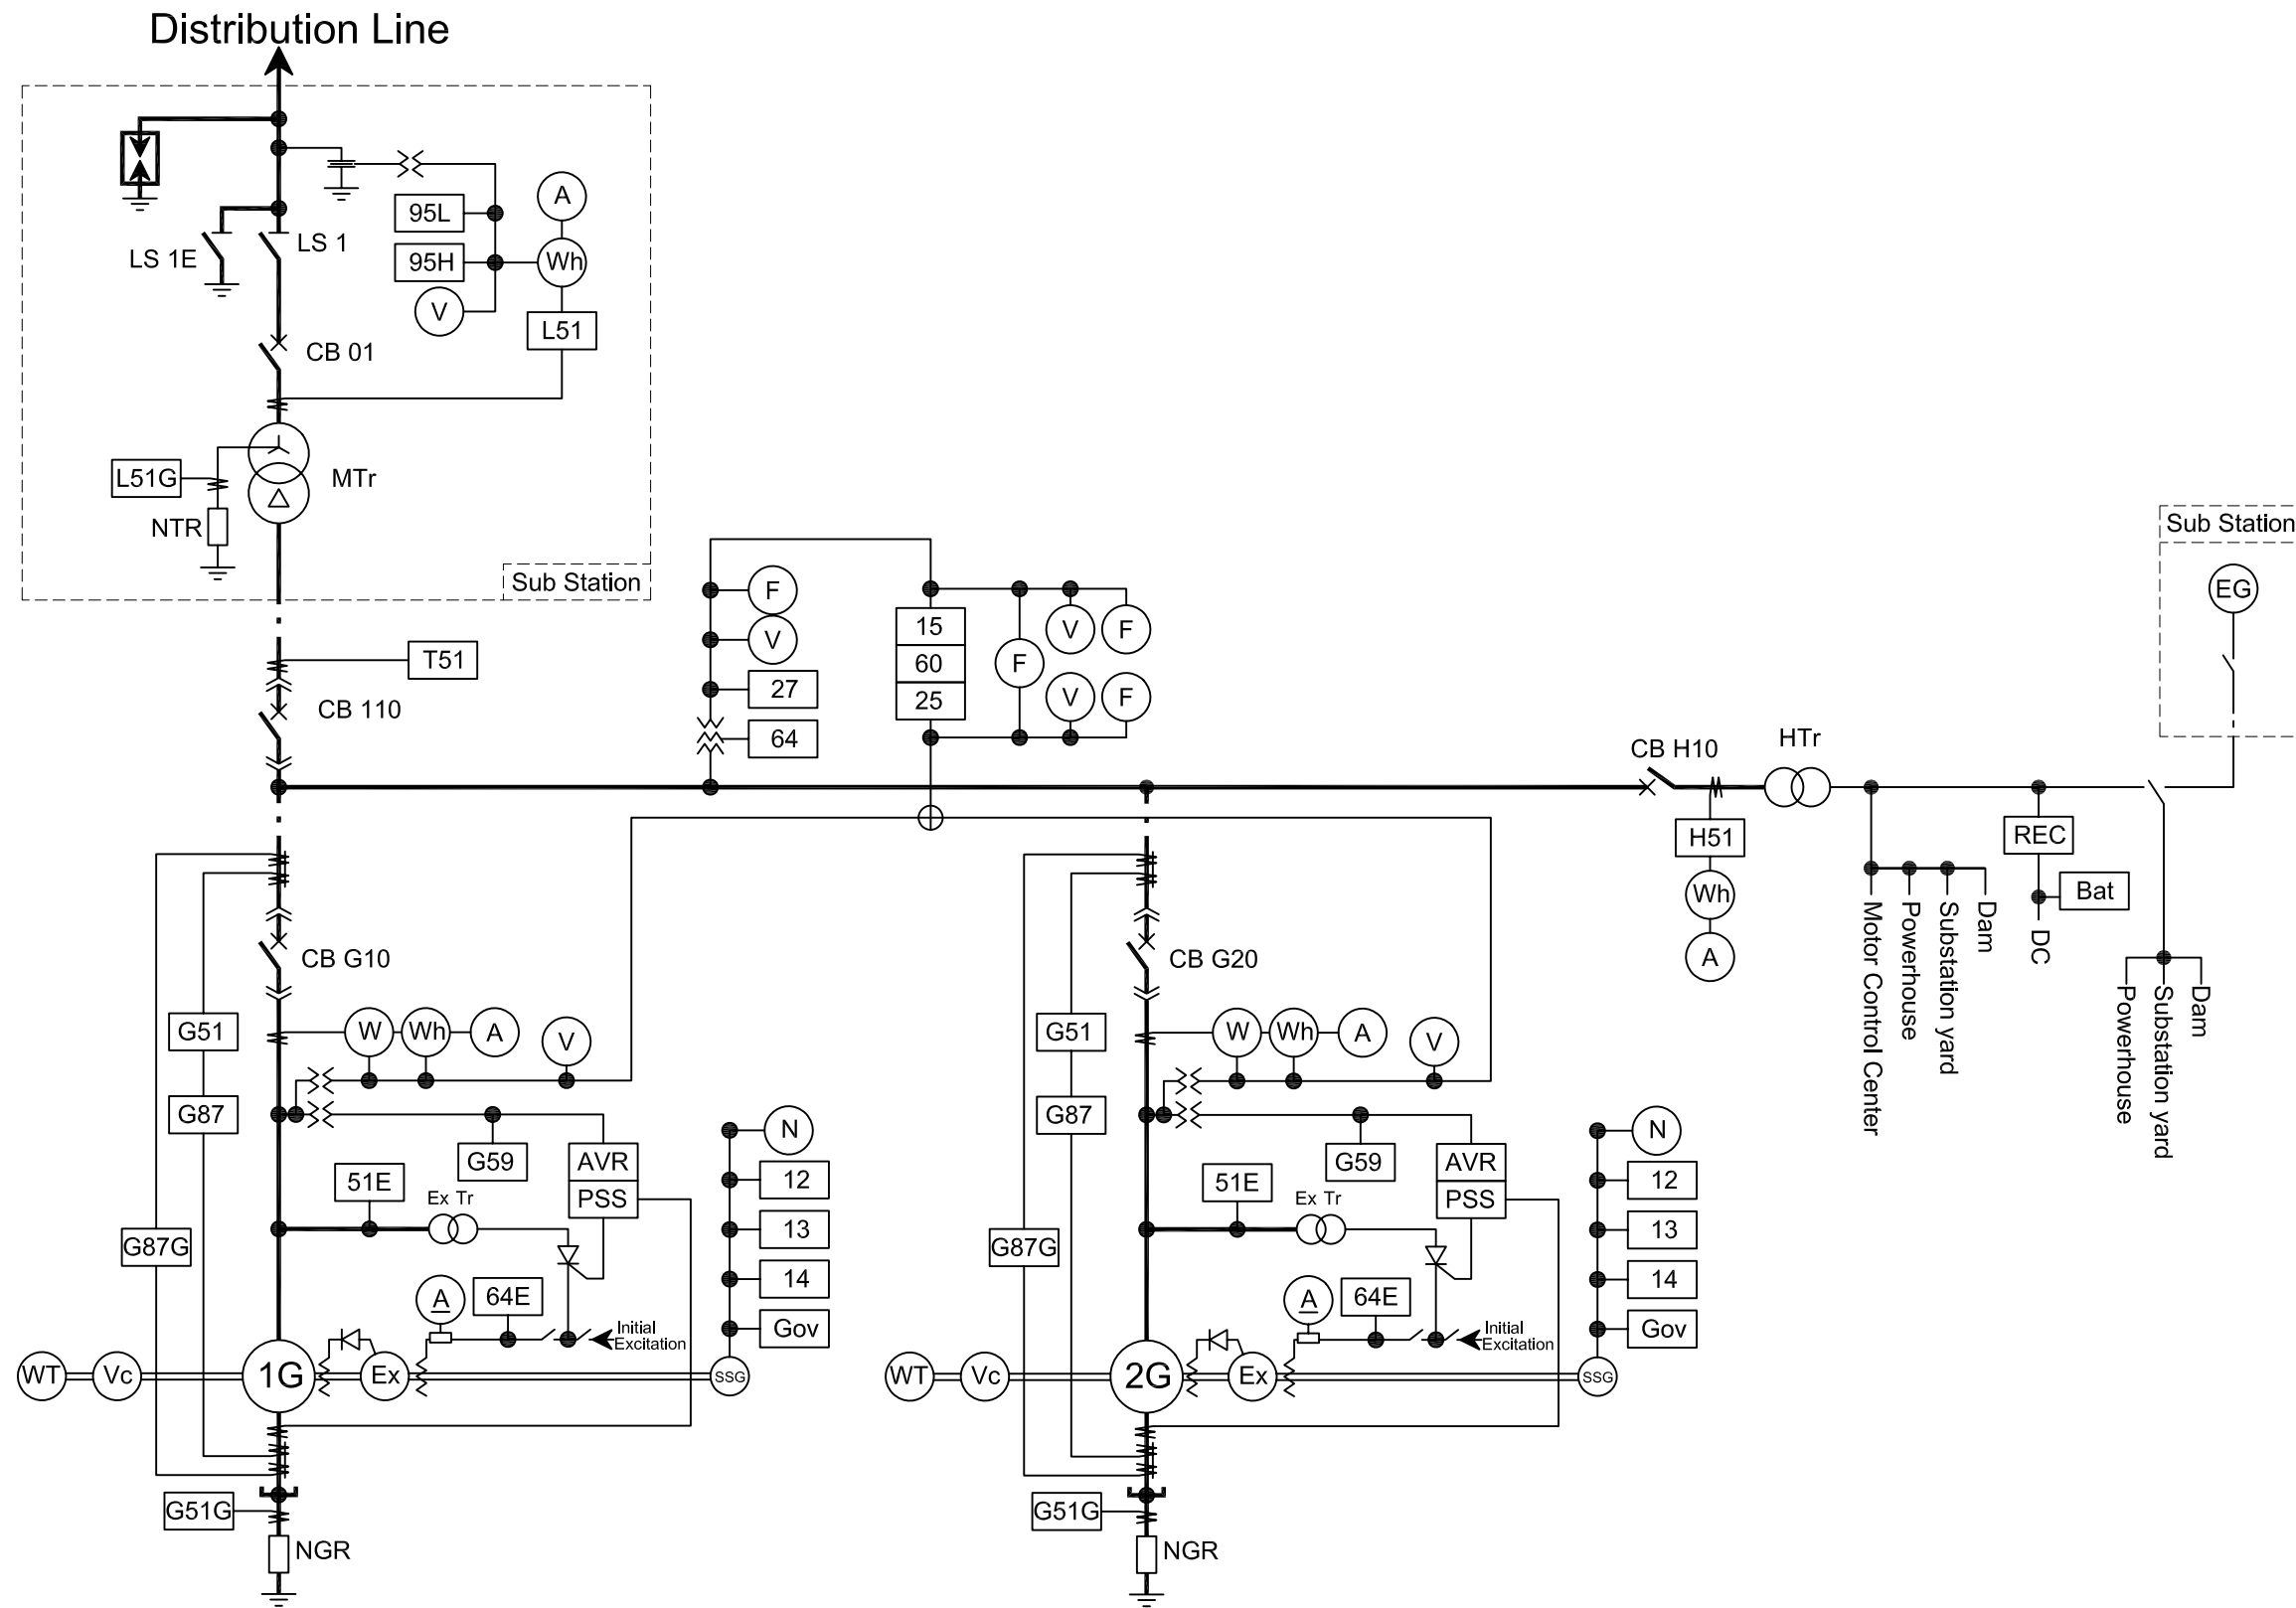 Distribution Line
A
95L
LS 1
LS 1E
95H
Wh
V
L51
CB 01
L51G
MTr
NTR
Sub Station
Sub Station
EG
F
V
27
64
15
60
25
F
V
F
V
F
T51
CB 110
CB H10
HTr
H51
Wh
A
REC
Bat
DC
Motor Control Center
Powerhouse
Substation yard
Dam
Powerhouse
Substation yard
Dam
CB G10
G51
W
Wh
A
V
G87
G59
AVR
PSS
N
51E
Ex Tr
12
13
G87G
14
A
64E
Initial
Excitation
Gov
WT
Vc
1G
Ex
SSG
G51G
NGR
CB G20
G51
W
Wh
A
V
G87
G59
AVR
PSS
N
51E
Ex Tr
12
13
G87G
14
A
64E
Initial
Excitation
Gov
WT
Vc
2G
Ex
SSG
G51G
NGR